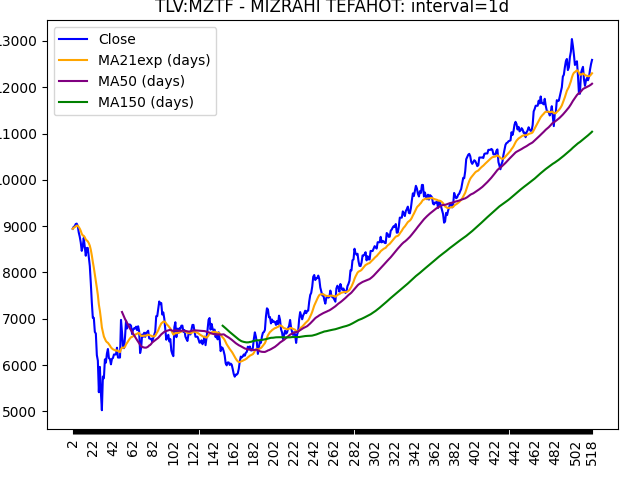 TLV:MZTF - MIZRAHI TEFAHOT: interval=1d
Close
MA21exp (days)
MA50 (days)
MA150 (days)
13000
12000
11000
10000
9000
8000
7000
6000
5000
2 22 42 62 82 102 122 142 162 182 202 222 242 262 282 302 322 342 362 382 402 422 442 462 482 502 518